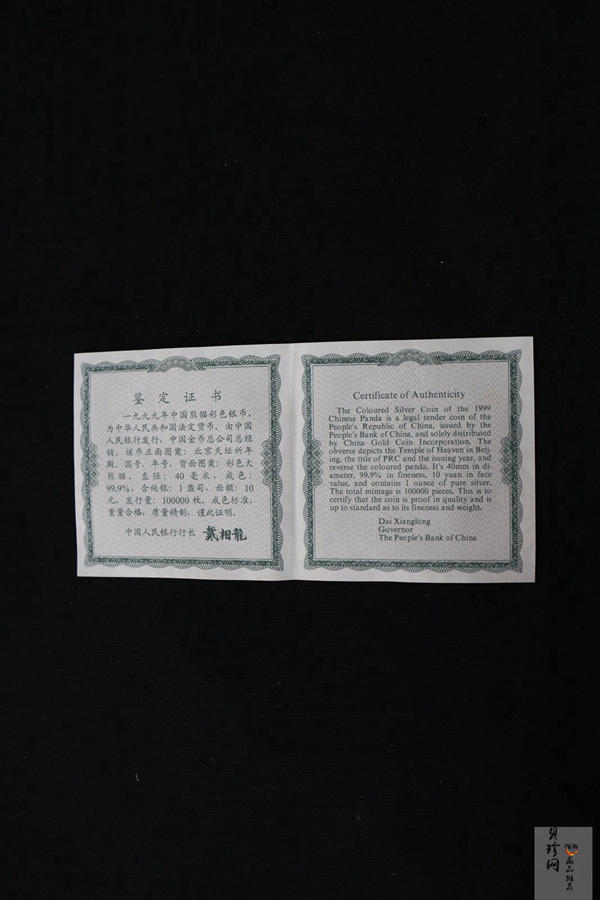 鉴定证书
一九九九年中国熊猫彩色银币,
为中华人民共和国法定货币。由中国
人民银行发行,中国金币总公司总经
销。该币正面图案:北京天坛祈年
殿、国号、年号,背面图案:彩色大
熊猫。直径:40毫米,成色:
99.9%,含纯银:1盎司,面额:10
元,发行量:100000枚。成色标准,
重量合格,质量精制,谨此证明。
中国人民银行行长 戴相龍
Certificate of Authenticity
The Coloured Silver Coin of the 1999
Chinese Panda is a legal tender coin of the
People's Republic of China, issued by the
People's Bank of China, and solely distributed
by China Gold Coin Incorporation. The
obverse depicts the Temple of Heaven in Beij-
ing, the title of PRC and the issuing year, and
reverse the coloured panda. It's 40mm in di-
ameter, 99.9% in fineness, 10 yuan in face
value, and contains 1 ounce of pure silver.
The total mintage is 100000 pieces. This is to
certify that the coin is proof in quality and is
up to standard as to its fineness and weight.
Dai Xianglong
Governor
The People's Bank of China
贝珍网
藏品推荐